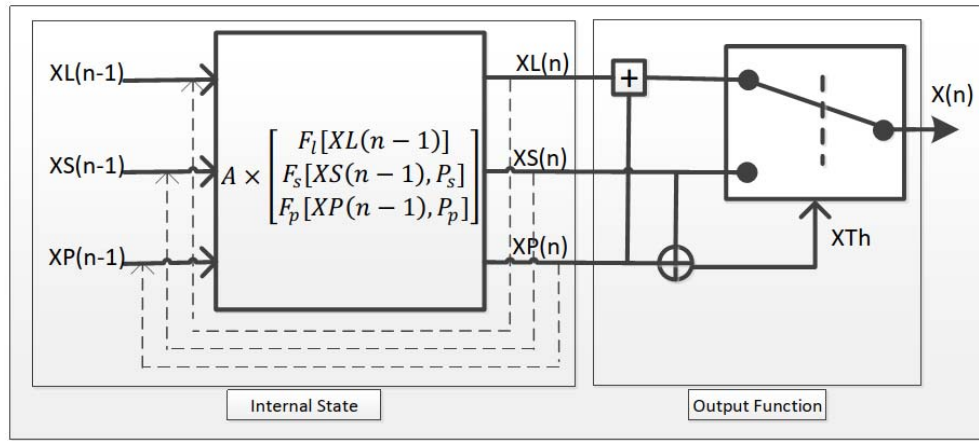 XL(n-1)
XS(n-1)
XP(n-1)
A × [ F_l[XL(n − 1)]
F_s[XS(n − 1), P_s]
F_p[XP(n − 1), P_p] ]
XL(n)
XS(n)
XP(n)
+
XTh
X(n)
Internal State
Output Function